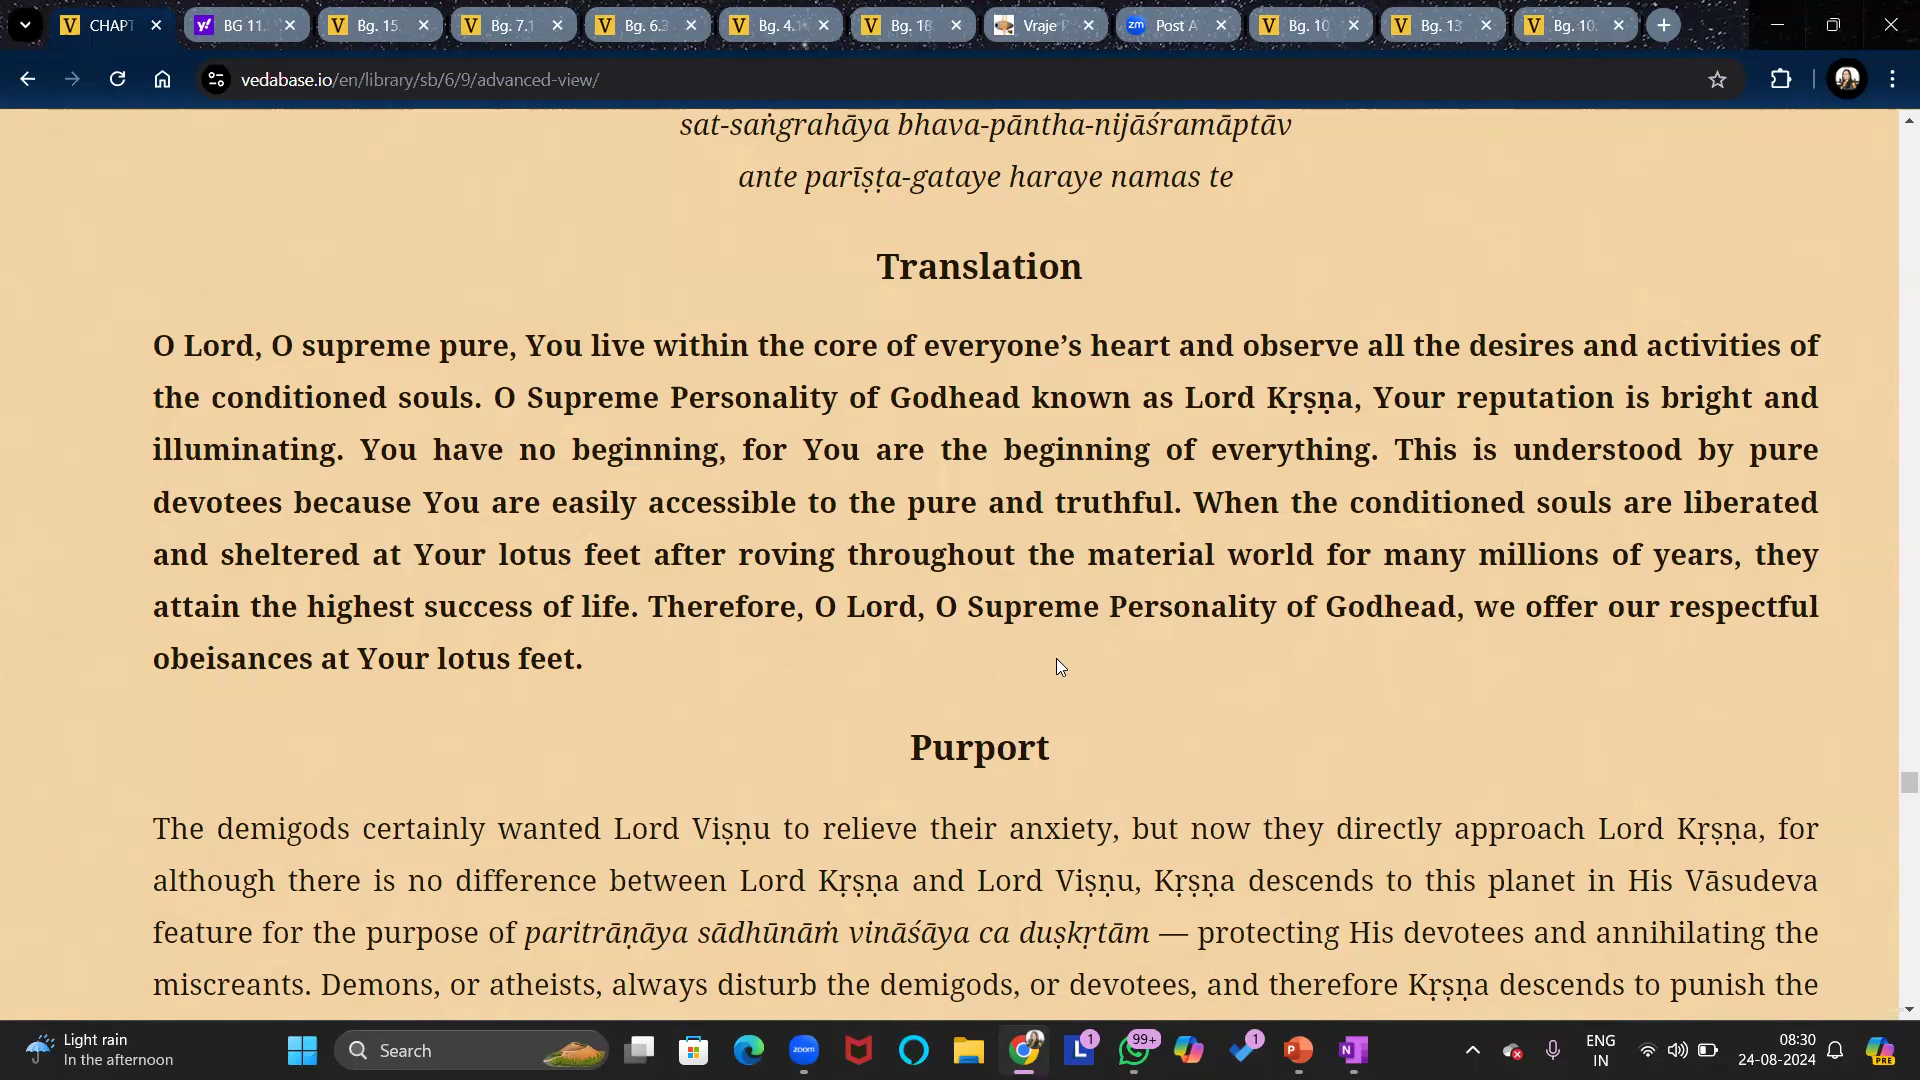 CHAPT
BG 11.
Bg. 15.
Bg. 7.1
Bg. 6.3
Bg. 4.1
Bg. 18
Vraje
Post A
Bg. 10
Bg. 13
Bg. 10.
vedabase.io/en/library/sb/6/9/advanced-view/
sat-saṅgrahāya bhava-pāntha-nijāśramāptāv
ante parīṣṭa-gataye haraye namas te
Translation
O Lord, O supreme pure, You live within the core of everyone’s heart and observe all the desires and activities of
the conditioned souls. O Supreme Personality of Godhead known as Lord Kṛṣṇa, Your reputation is bright and
illuminating. You have no beginning, for You are the beginning of everything. This is understood by pure
devotees because You are easily accessible to the pure and truthful. When the conditioned souls are liberated
and sheltered at Your lotus feet after roving throughout the material world for many millions of years, they
attain the highest success of life. Therefore, O Lord, O Supreme Personality of Godhead, we offer our respectful
obeisances at Your lotus feet.
Purport
The demigods certainly wanted Lord Viṣṇu to relieve their anxiety, but now they directly approach Lord Kṛṣṇa, for
although there is no difference between Lord Kṛṣṇa and Lord Viṣṇu, Kṛṣṇa descends to this planet in His Vāsudeva
feature for the purpose of paritrāṇāya sādhūnāṁ vināśāya ca duṣkṛtām — protecting His devotees and annihilating the
miscreants. Demons, or atheists, always disturb the demigods, or devotees, and therefore Kṛṣṇa descends to punish the
Light rain
In the afternoon
Search
zoom
1
99+
1
ENG
IN
08:30
24-08-2024
PRE